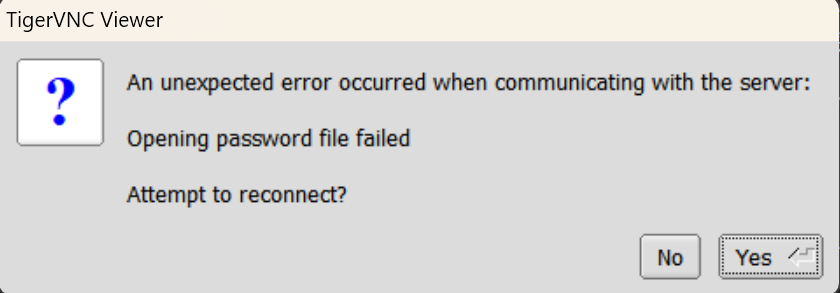 TigerVNC Viewer
An unexpected error occurred when communicating with the server:
Opening password file failed
Attempt to reconnect?
No
Yes